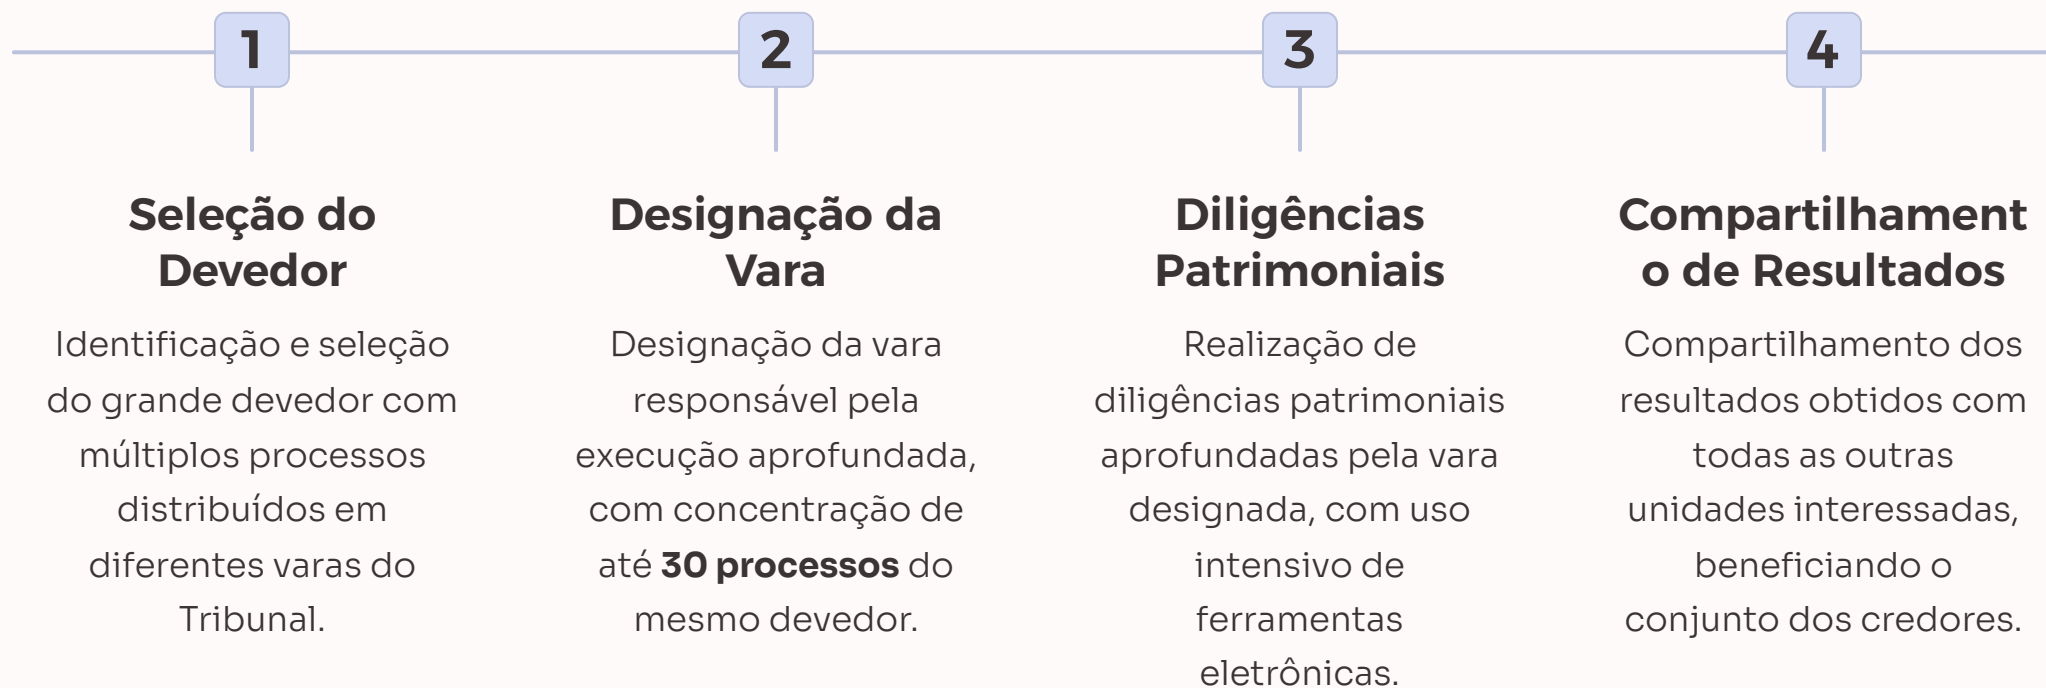 1
Seleção do
Devedor
Identificação e seleção
do grande devedor com
múltiplos processos
distribuídos em
diferentes varas do
Tribunal.
2
Designação da
Vara
Designação da vara
responsável pela
execução aprofundada,
com concentração de
até 30 processos do
mesmo devedor.
3
Diligências
Patrimoniais
Realização de
diligências patrimoniais
aprofundadas pela vara
designada, com uso
intensivo de
ferramentas
eletrônicas.
4
Compartilhament
o de Resultados
Compartilhamento dos
resultados obtidos com
todas as outras
unidades interessadas,
beneficiando o
conjunto dos credores.